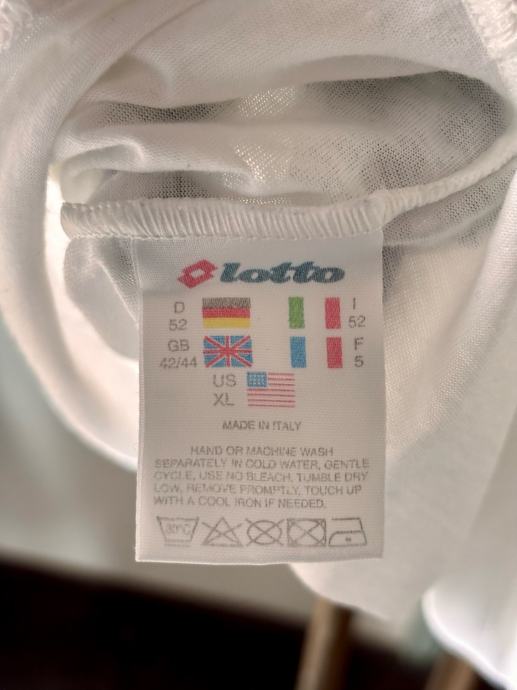 lotto
D I
52 52
GB F
42/44 5
US
XL
MADE IN ITALY
HAND OR MACHINE WASH
SEPARATELY IN COLD WATER, GENTLE
CYCLE, USE NO BLEACH, TUMBLE DRY
LOW, REMOVE PROMPTLY, TOUCH UP
WITH A COOL IRON IF NEEDED.
30°C